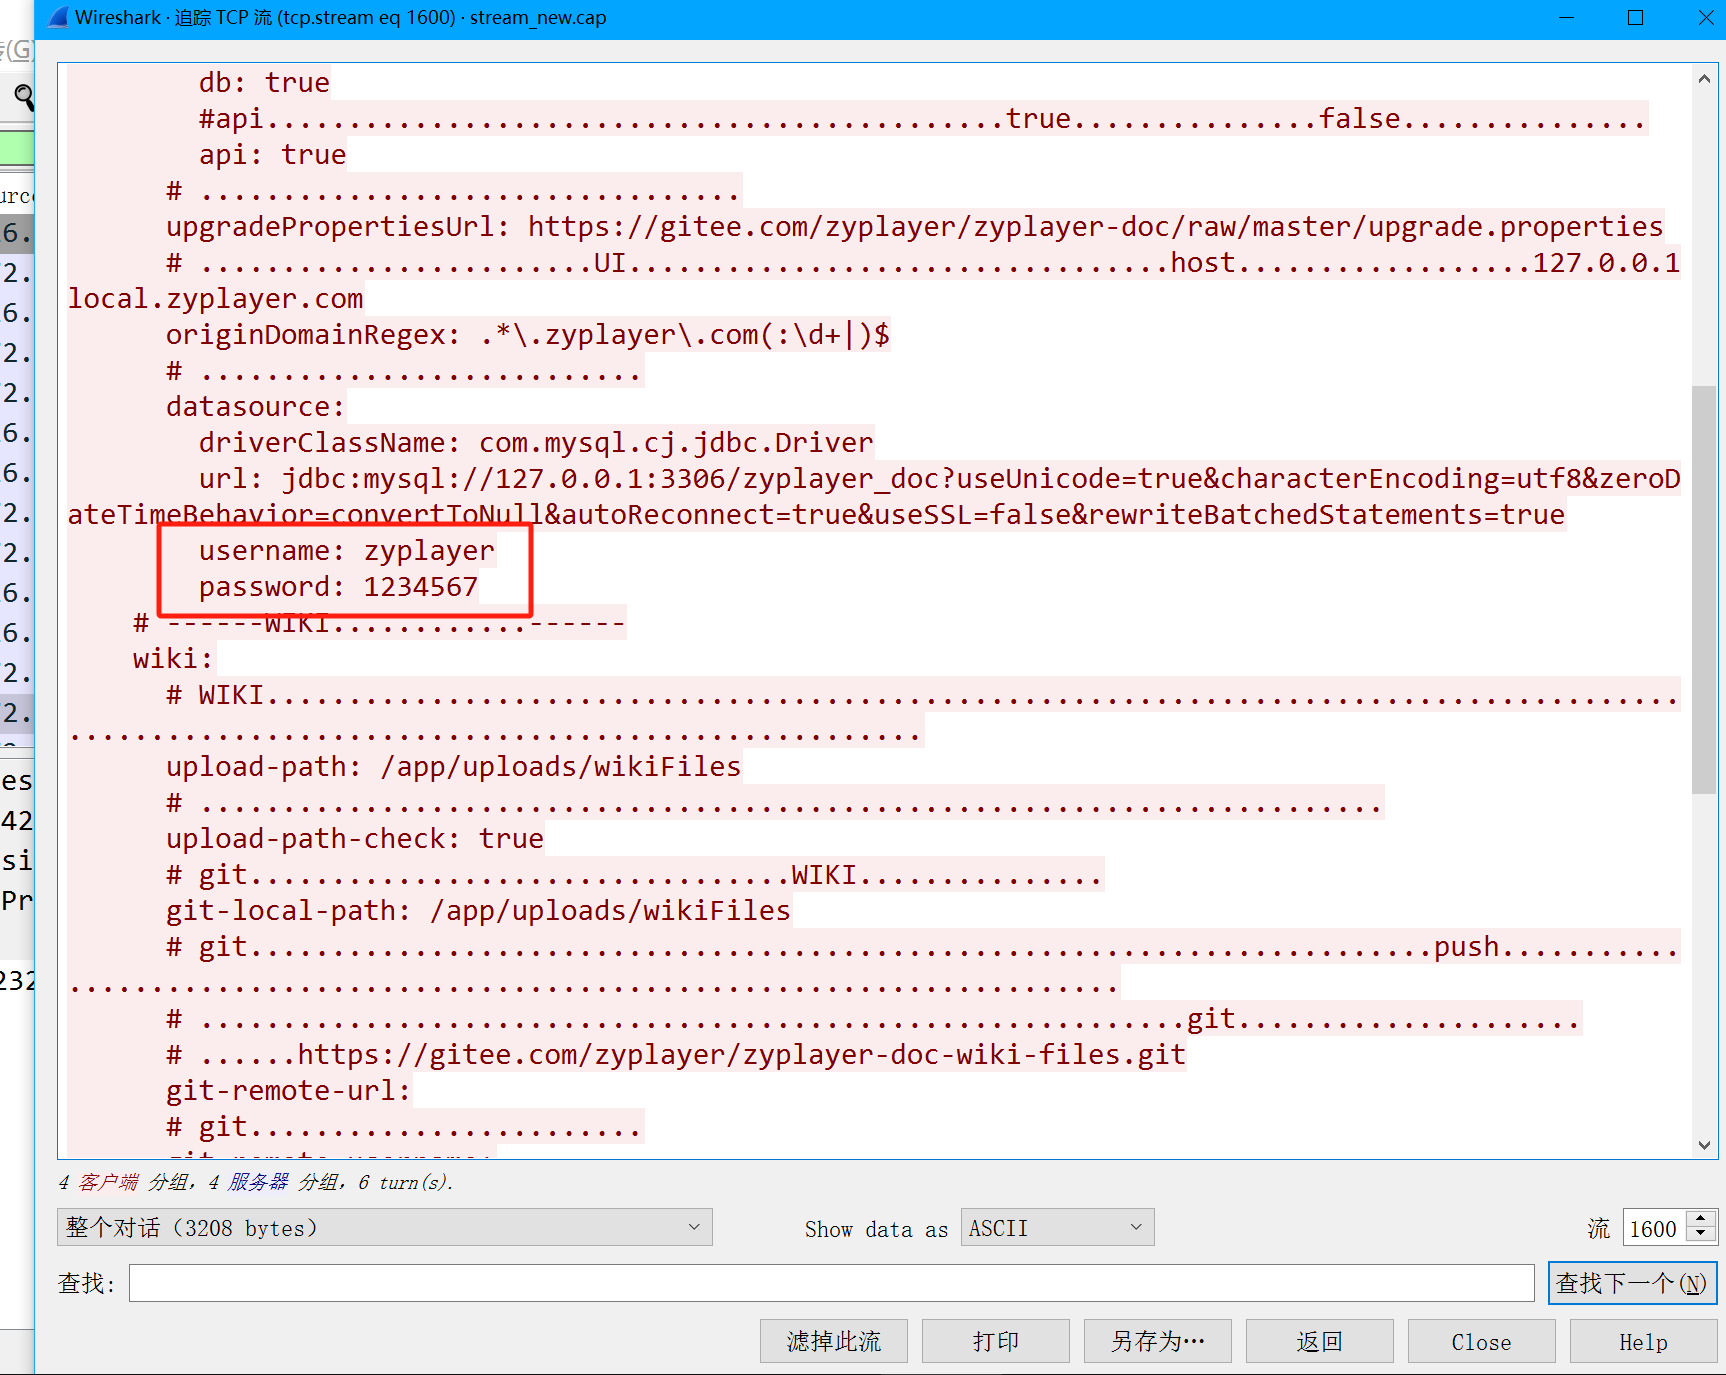 Wireshark · 追踪 TCP 流 (tcp.stream eq 1600) · stream_new.cap
db: true
#api.............................................true...............false...............
api: true
# .................................
upgradePropertiesUrl: https://gitee.com/zyplayer/zyplayer-doc/raw/master/upgrade.properties
# ........................UI.................................host..................127.0.0.1
local.zyplayer.com
originDomainRegex: .*\.zyplayer\.com(:\d+|)$
# ...........................
datasource:
driverClassName: com.mysql.cj.jdbc.Driver
url: jdbc:mysql://127.0.0.1:3306/zyplayer_doc?useUnicode=true&characterEncoding=utf8&zeroD
ateTimeBehavior=convertToNull&autoReconnect=true&useSSL=false&rewriteBatchedStatements=true
username: zyplayer
password: 1234567
# ------WIKI............------
wiki:
# WIKI......................................................................................
....................................................
upload-path: /app/uploads/wikiFiles
# ........................................................................
upload-path-check: true
# git.................................WIKI...............
git-local-path: /app/uploads/wikiFiles
# git........................................................................push...........
................................................................
# ............................................................git.....................
# ......https://gitee.com/zyplayer/zyplayer-doc-wiki-files.git
git-remote-url:
# git........................
4 客户端 分组, 4 服务器 分组, 6 turn(s).
整个对话 (3208 bytes)
Show data as
ASCII
流
1600
查找:
查找下一个(N)
滤掉此流
打印
另存为…
返回
Close
Help